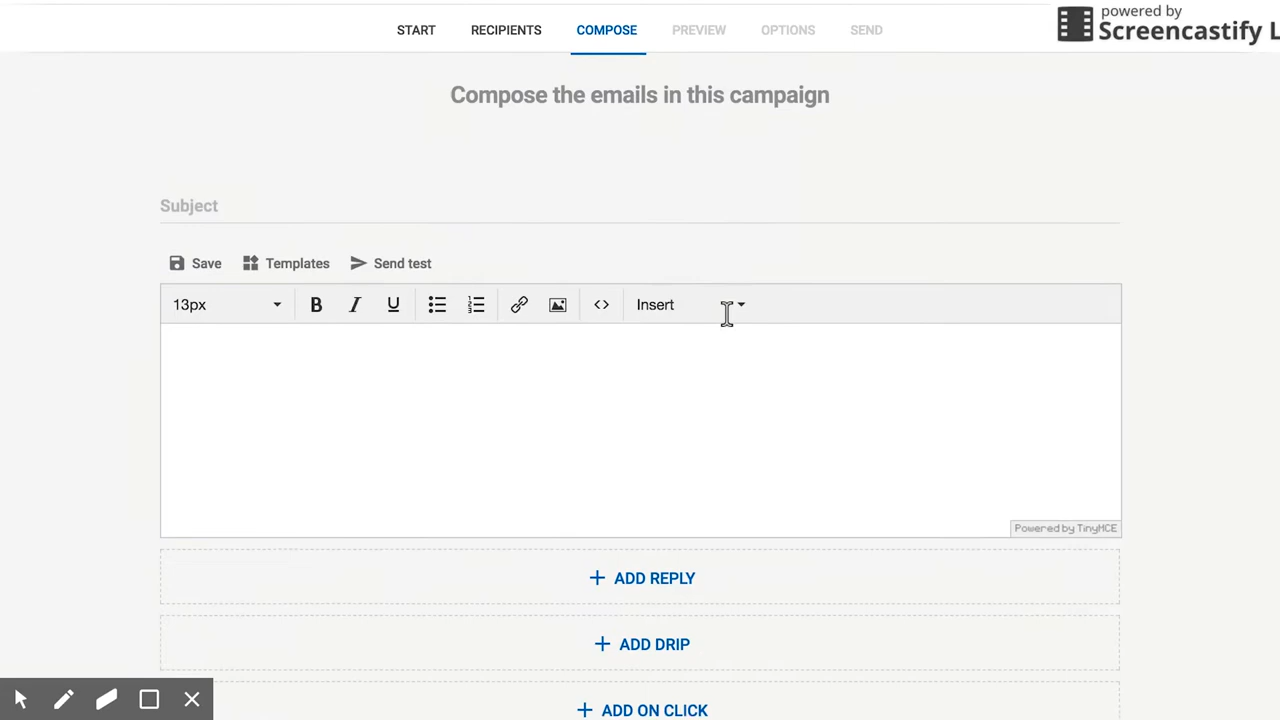 START RECIPIENTS COMPOSE PREVIEW OPTIONS SEND
powered by
Screencastify L
Compose the emails in this campaign
Subject
Save Templates Send test
13px B I U <> Insert
Powered by TinyMCE
+ ADD REPLY
+ ADD DRIP
+ ADD ON CLICK